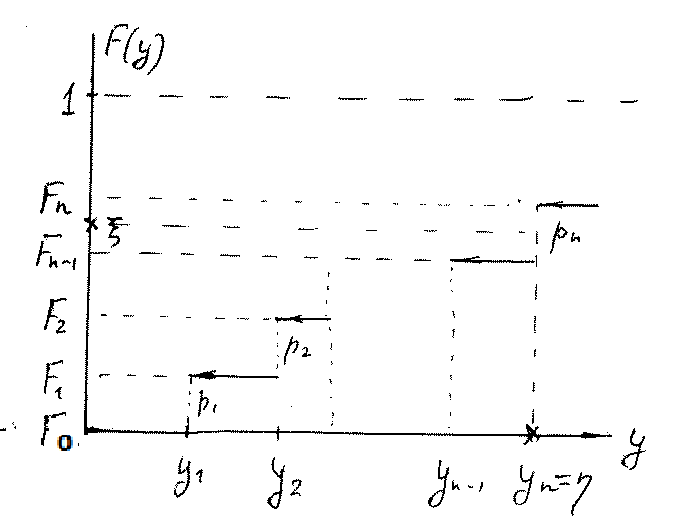 F(y)
1
Fₙ
ξ
pₙ
Fₙ₋₁
F₂
p₂
F₁
p₁
F₀
y
y₁ y₂ yₙ₋₁ yₙ=η